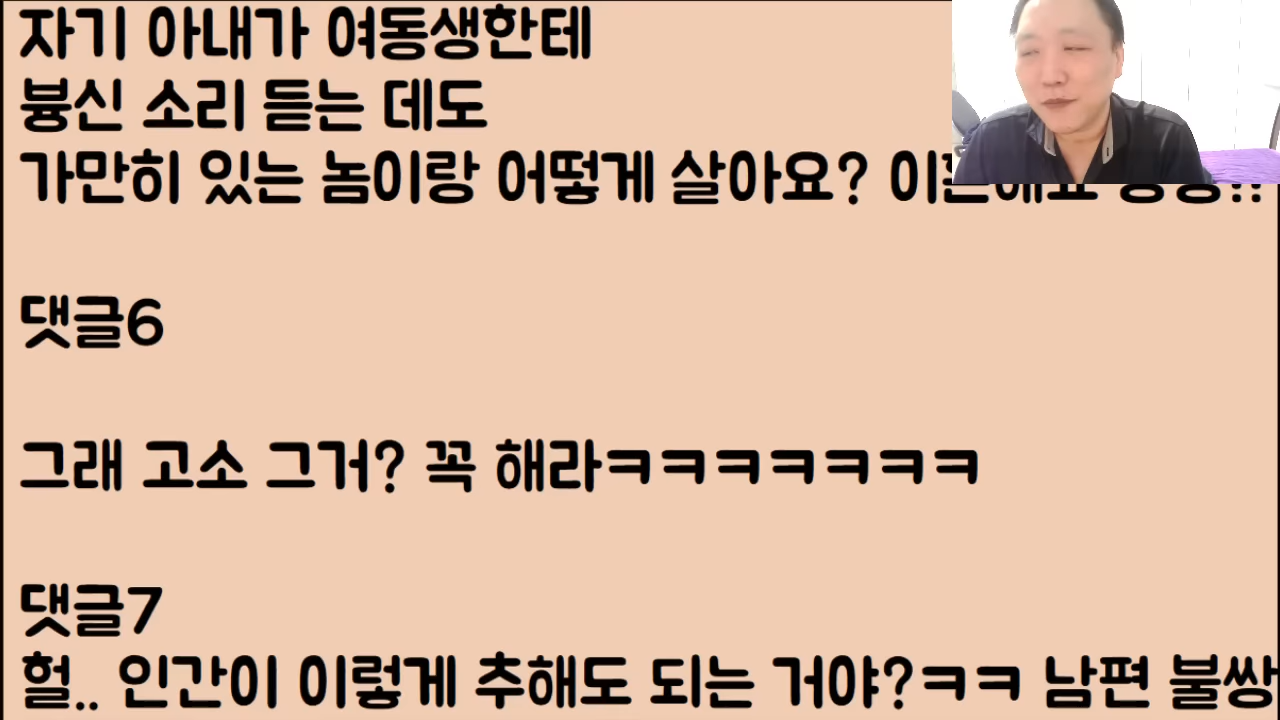 자기 아내가 여동생한테
븅신 소리 듣는 데도
가만히 있는 놈이랑 어떻게 살아요?
댓글6
그래 고소 그거? 꼭 해라ㅋㅋㅋㅋㅋㅋㅋ
댓글7
헐.. 인간이 이렇게 추해도 되는 거야?ㅋㅋ 남편 불쌍